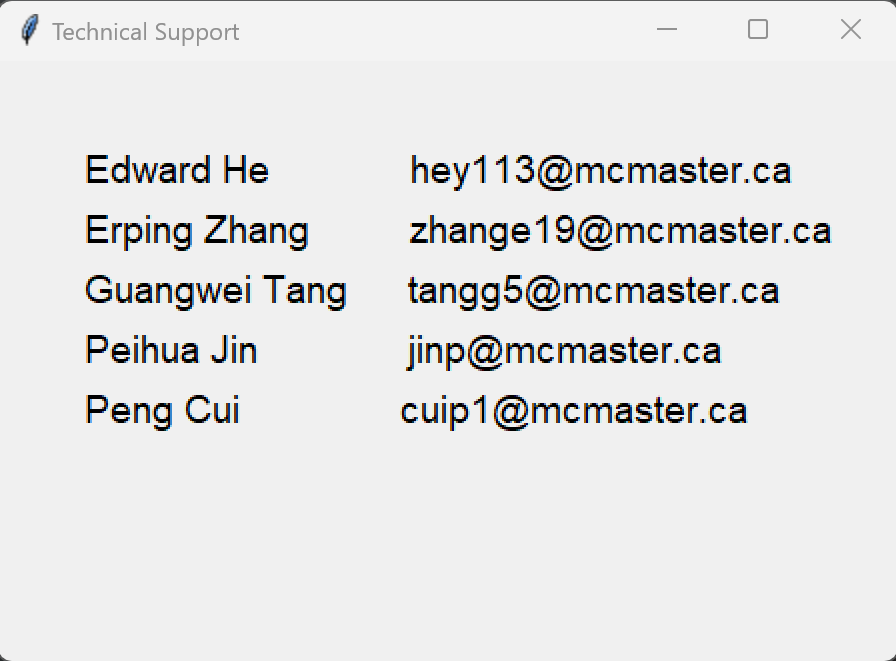 Technical Support
Edward He hey113@mcmaster.ca
Erping Zhang zhange19@mcmaster.ca
Guangwei Tang tangg5@mcmaster.ca
Peihua Jin jinp@mcmaster.ca
Peng Cui cuip1@mcmaster.ca